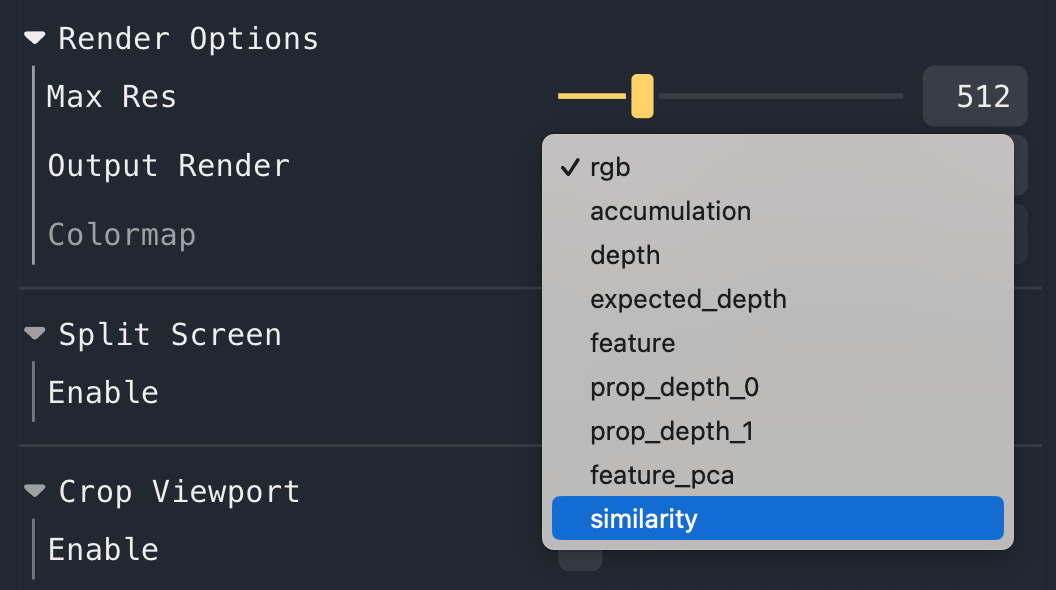 Render Options
Max Res 512
Output Render
rgb
accumulation
Colormap
depth
expected_depth
Split Screen
feature
Enable
prop_depth_0
prop_depth_1
feature_pca
Crop Viewport
similarity
Enable